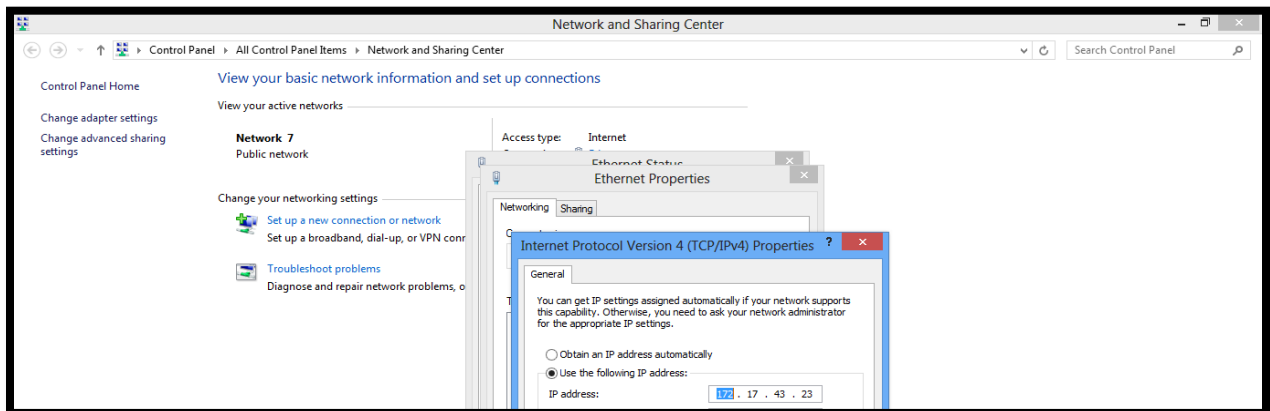 Network and Sharing Center
Control Panel All Control Panel Items Network and Sharing Center
Search Control Panel
Control Panel Home
Change adapter settings
Change advanced sharing
settings
View your basic network information and set up connections
View your active networks
Network 7
Public network
Access type: Internet
Change your networking settings
Set up a new connection or network
Set up a broadband, dial-up, or VPN
Troubleshoot problems
Diagnose and repair network problems,
Ethernet Status
Ethernet Properties
Networking Sharing
Internet Protocol Version 4 (TCP/IPv4) Properties ?
General
You can get IP settings assigned automatically if your network supports
this capability. Otherwise, you need to ask your network administrator
for the appropriate IP settings.
Obtain an IP address automatically
Use the following IP address:
IP address: 172 . 17 . 43 . 23